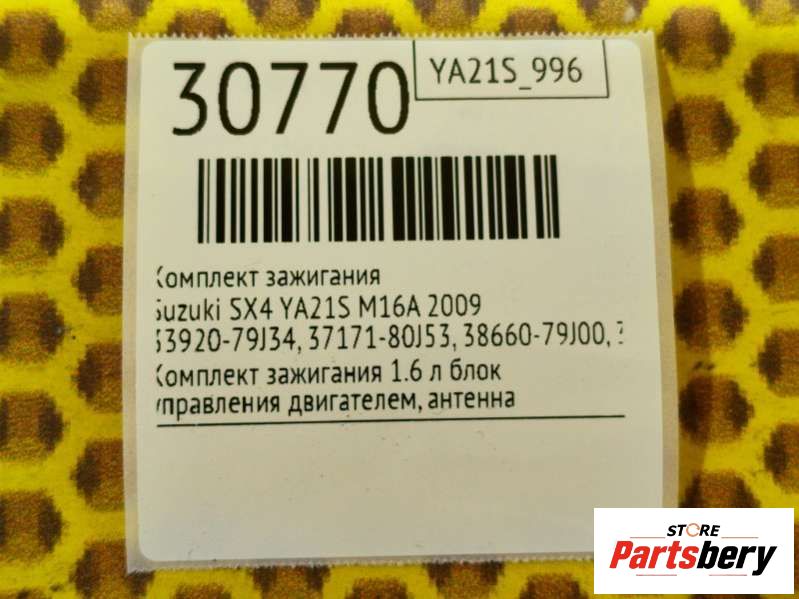 30770
YA21S_996
Комплект зажигания
Suzuki SX4 YA21S M16A 2009
33920-79J34, 37171-80J53, 38660-79J00, 3
Комплект зажигания 1.6 л блок
управления двигателем, антенна
STORE
Partsbery